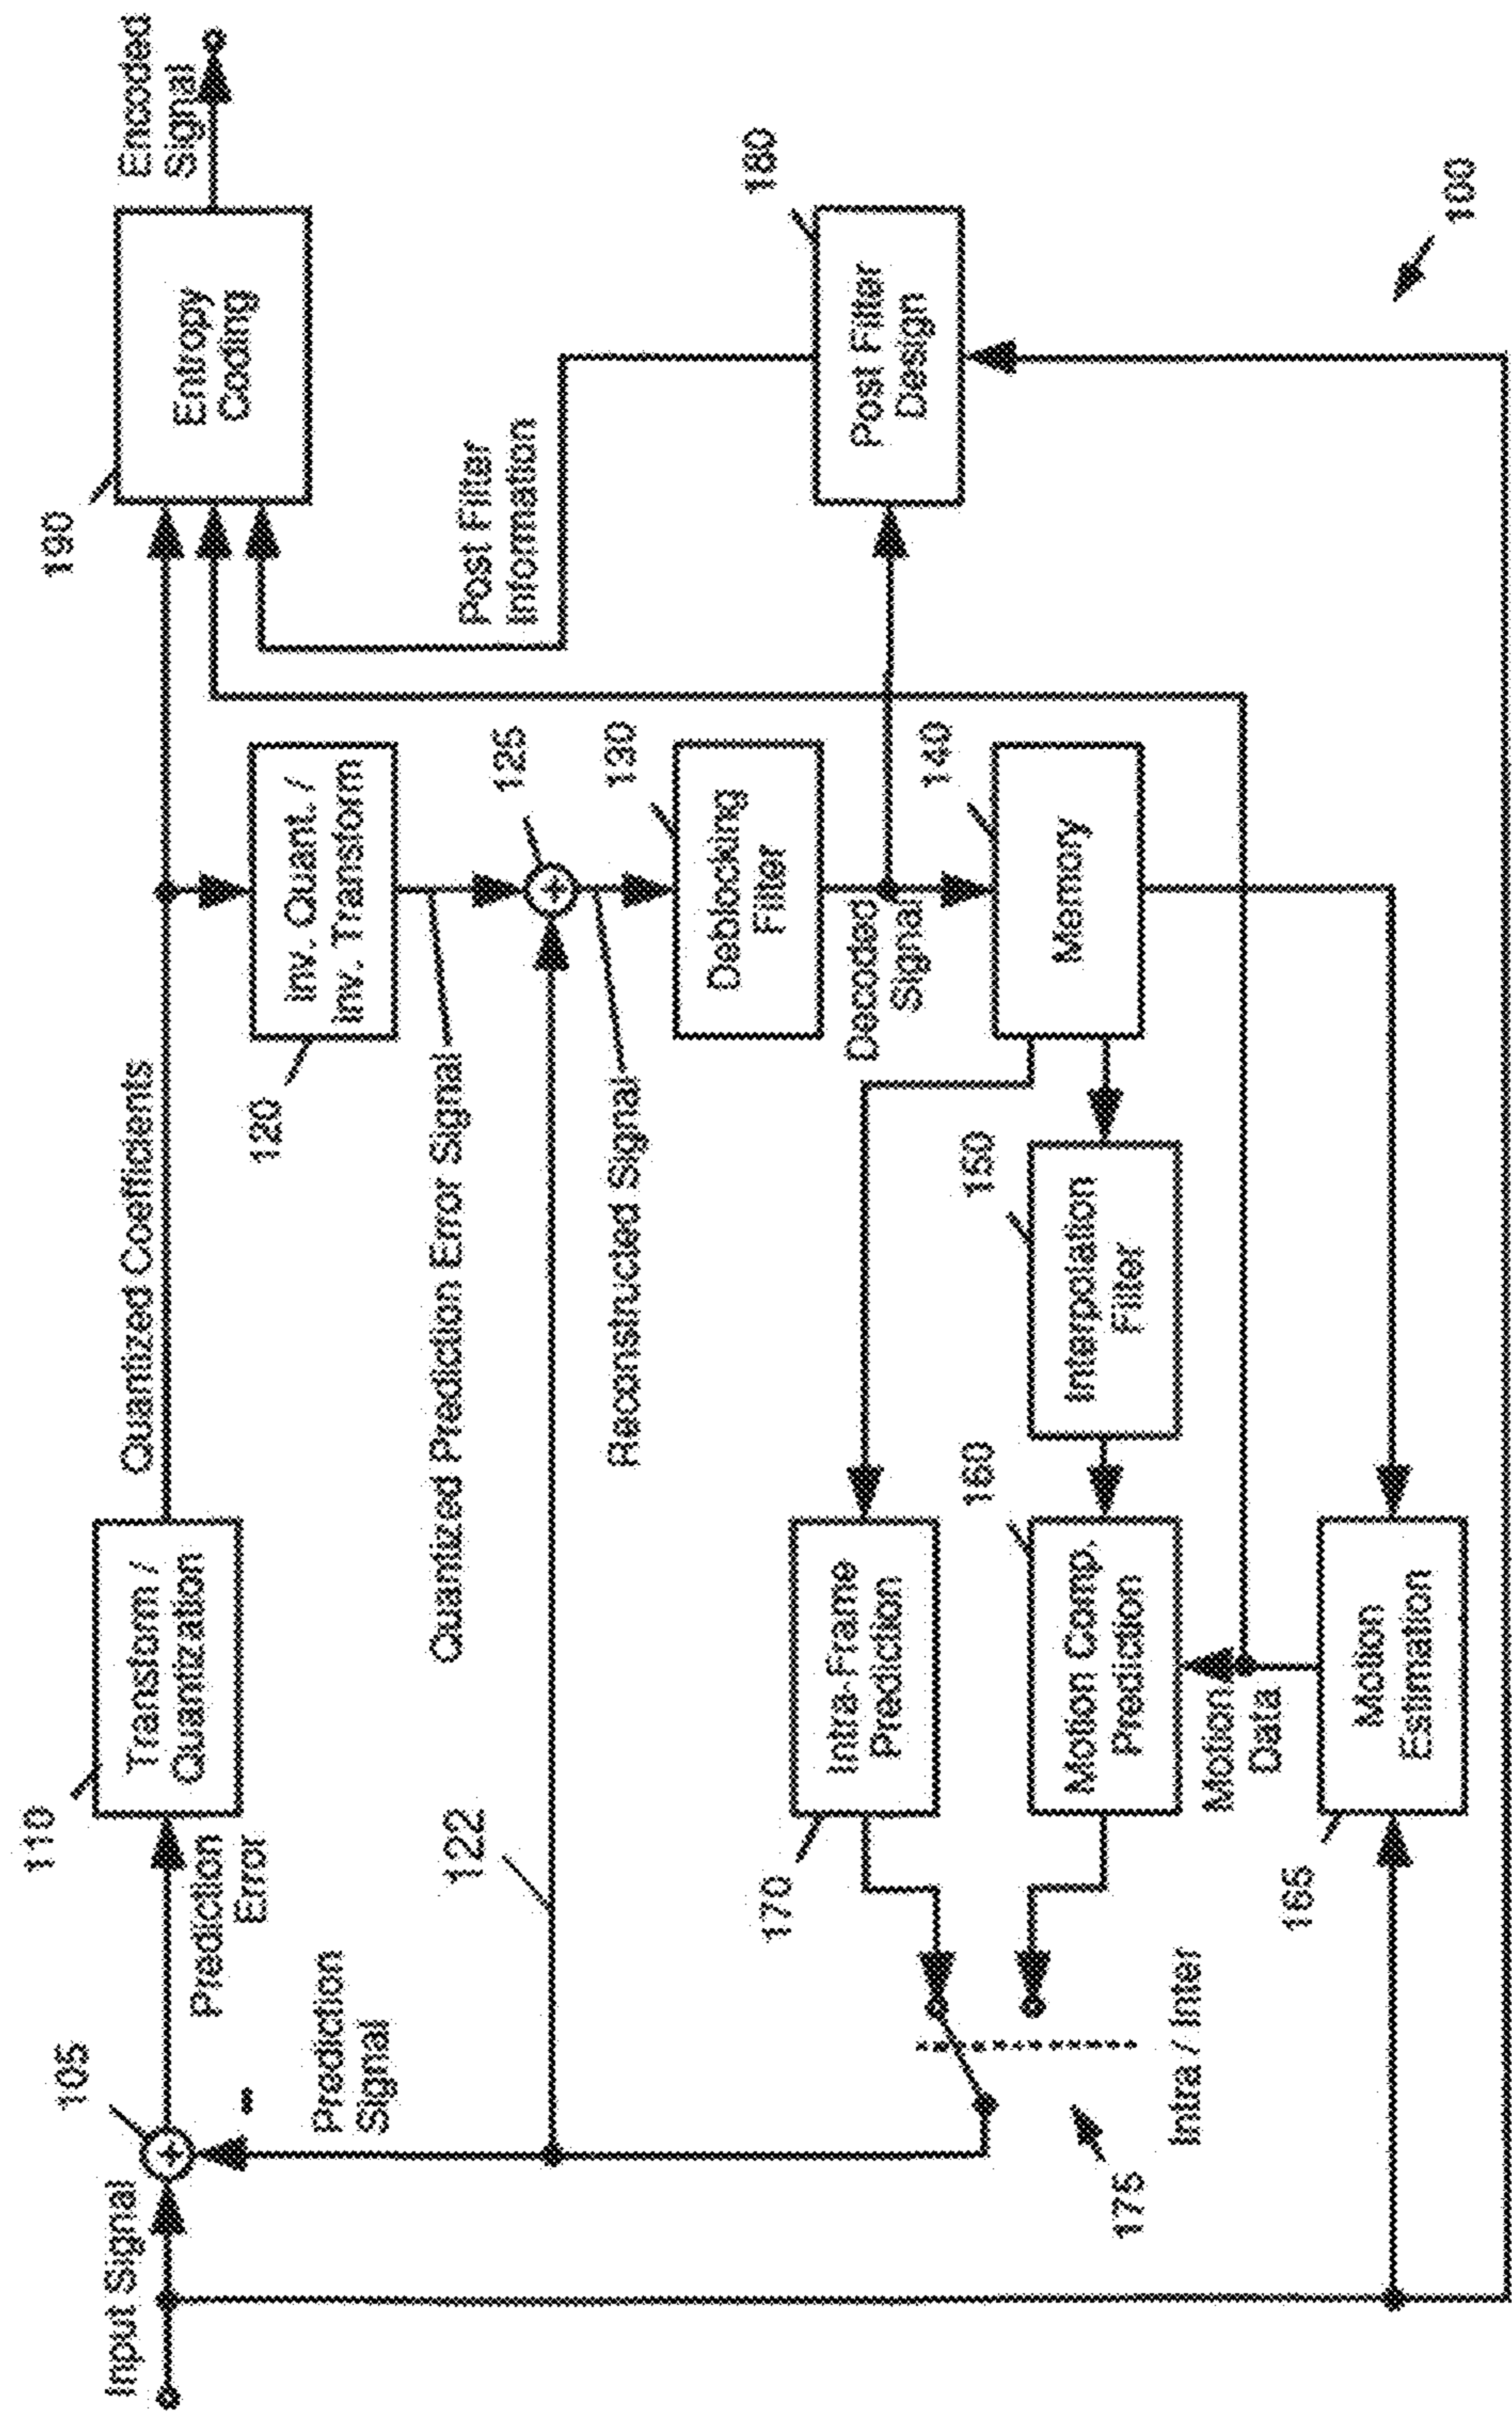 Input Signal
105
Prediction
Error
110
Transform /
Quantization
Quantized Coefficients
190
Entropy
Coding
Encoded
Signal
Prediction
Signal
-
122
120
Inv. Quant. /
Inv. Transform
Quantized Prediction Error Signal
125
Reconstructed Signal
130
Deblocking
Filter
Post Filter
Information
Decoded
Signal
180
Post Filter
Design
170
Intra-Frame
Prediction
140
Memory
150
Interpolation
Filter
160
Motion Comp.
Prediction
175
Intra / Inter
Motion
Data
165
Motion
Estimation
100